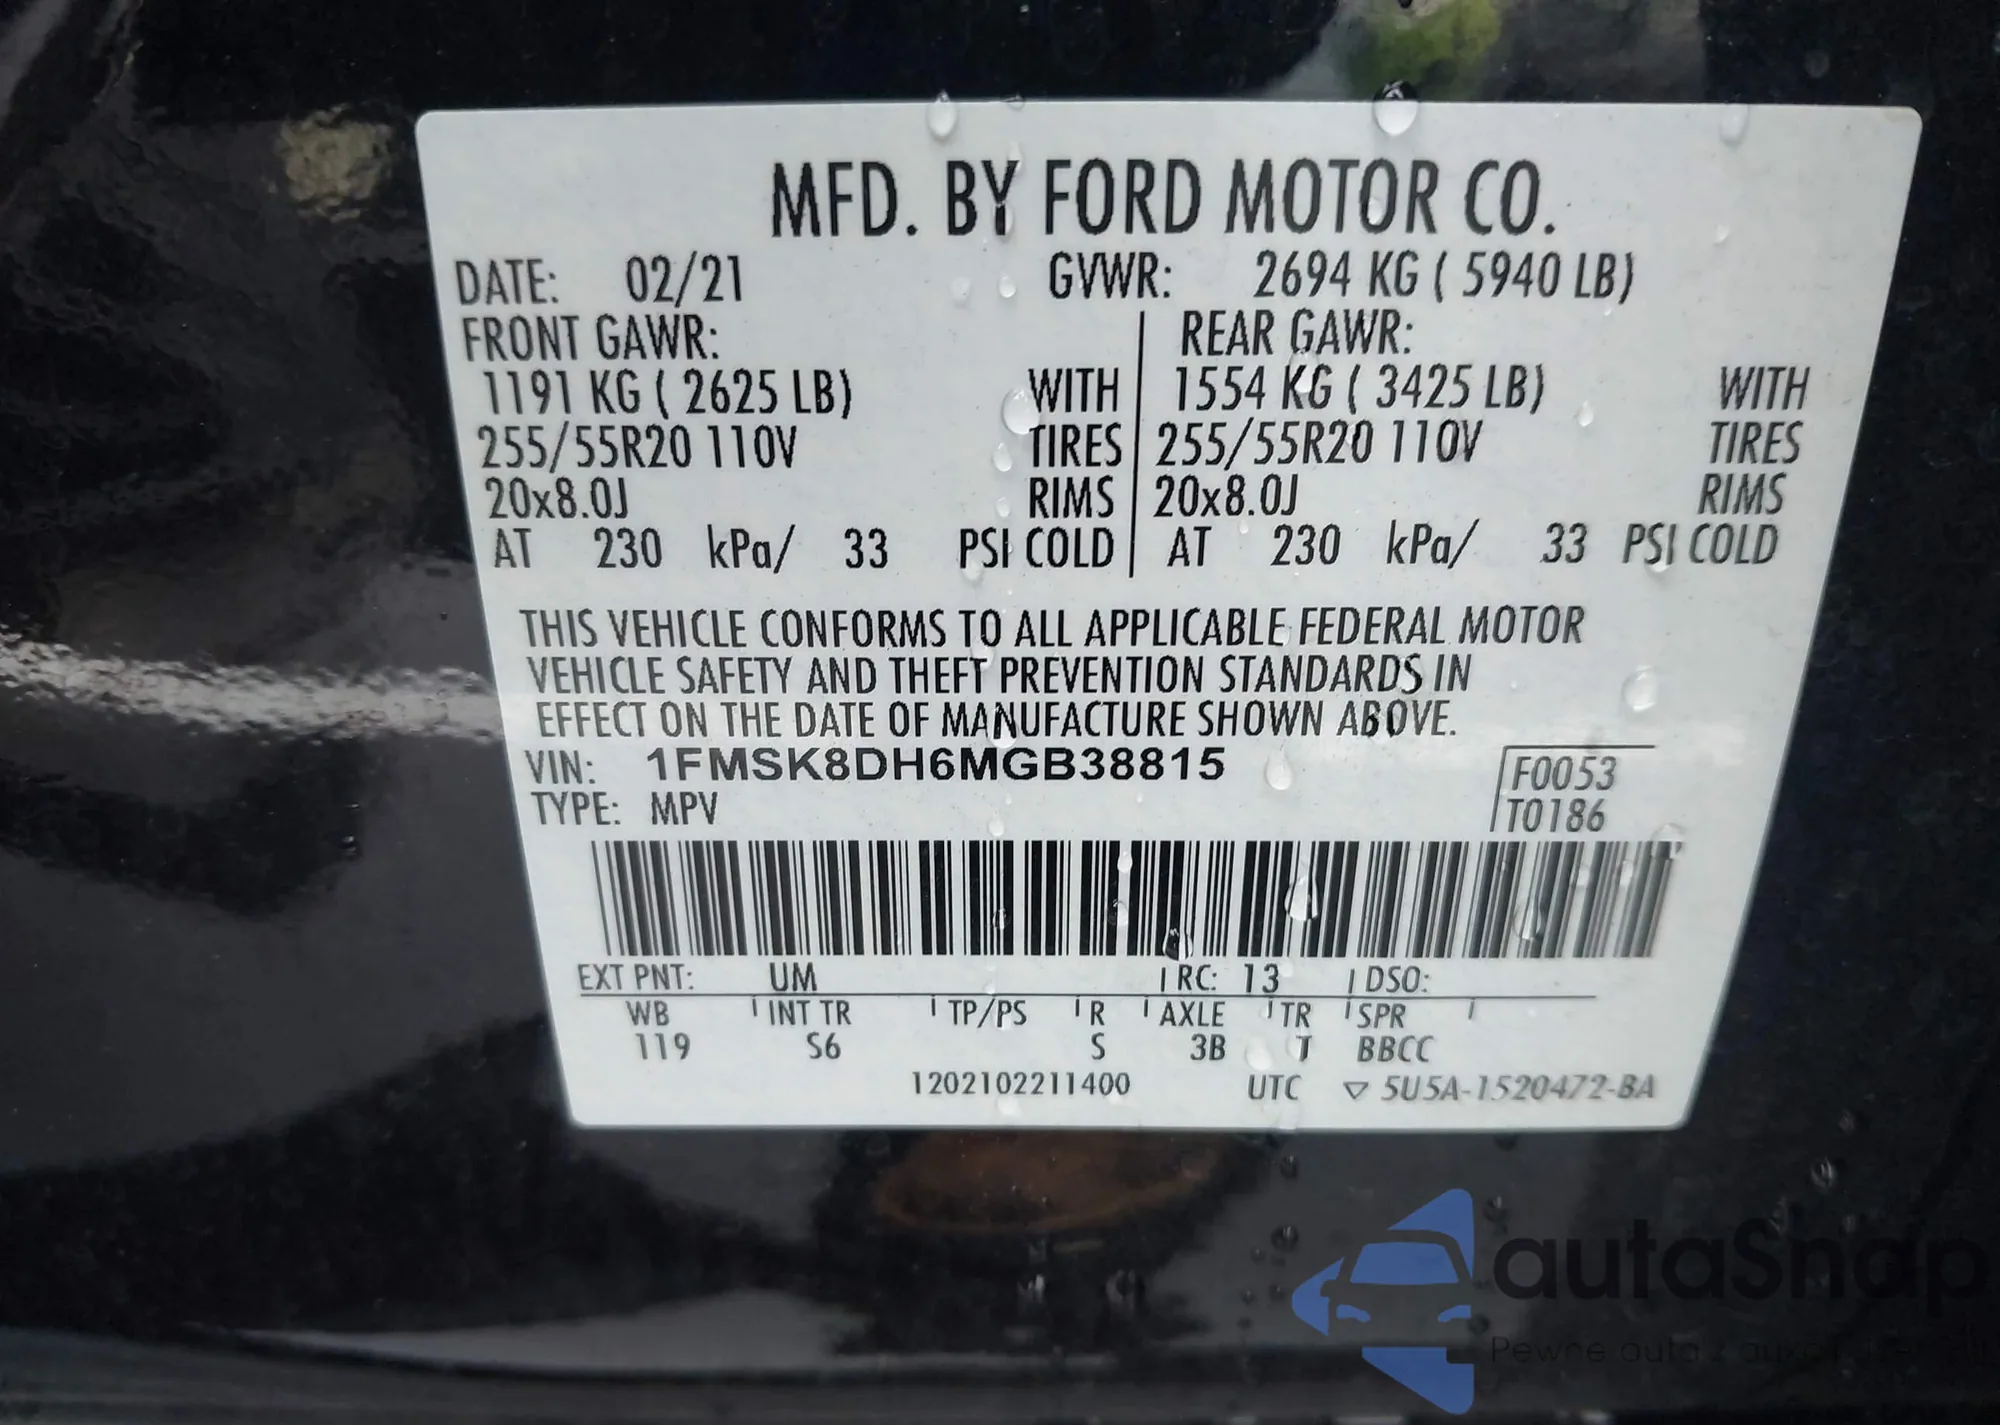 MFD. BY FORD MOTOR CO.
DATE: 02/21 GVWR: 2694 KG ( 5940 LB)
FRONT GAWR: REAR GAWR:
1191 KG ( 2625 LB) WITH 1554 KG ( 3425 LB) WITH
255/55R20 110V TIRES 255/55R20 110V TIRES
20x8.0J RIMS 20x8.0J RIMS
AT 230 kPa/ 33 PSI COLD AT 230 kPa/ 33 PSI COLD
THIS VEHICLE CONFORMS TO ALL APPLICABLE FEDERAL MOTOR
VEHICLE SAFETY AND THEFT PREVENTION STANDARDS IN
EFFECT ON THE DATE OF MANUFACTURE SHOWN ABOVE.
VIN: 1FMSK8DH6MGB38815 F0053
TYPE: MPV T0186
EXT PNT: UM RC: 13 DSO:
WB INT TR TP/PS R AXLE TR SPR
119 S6 S 3B T BBCC
1202102211400 UTC ▽ 5U5A-1520472-BA
autaSnap
Pewne auta z